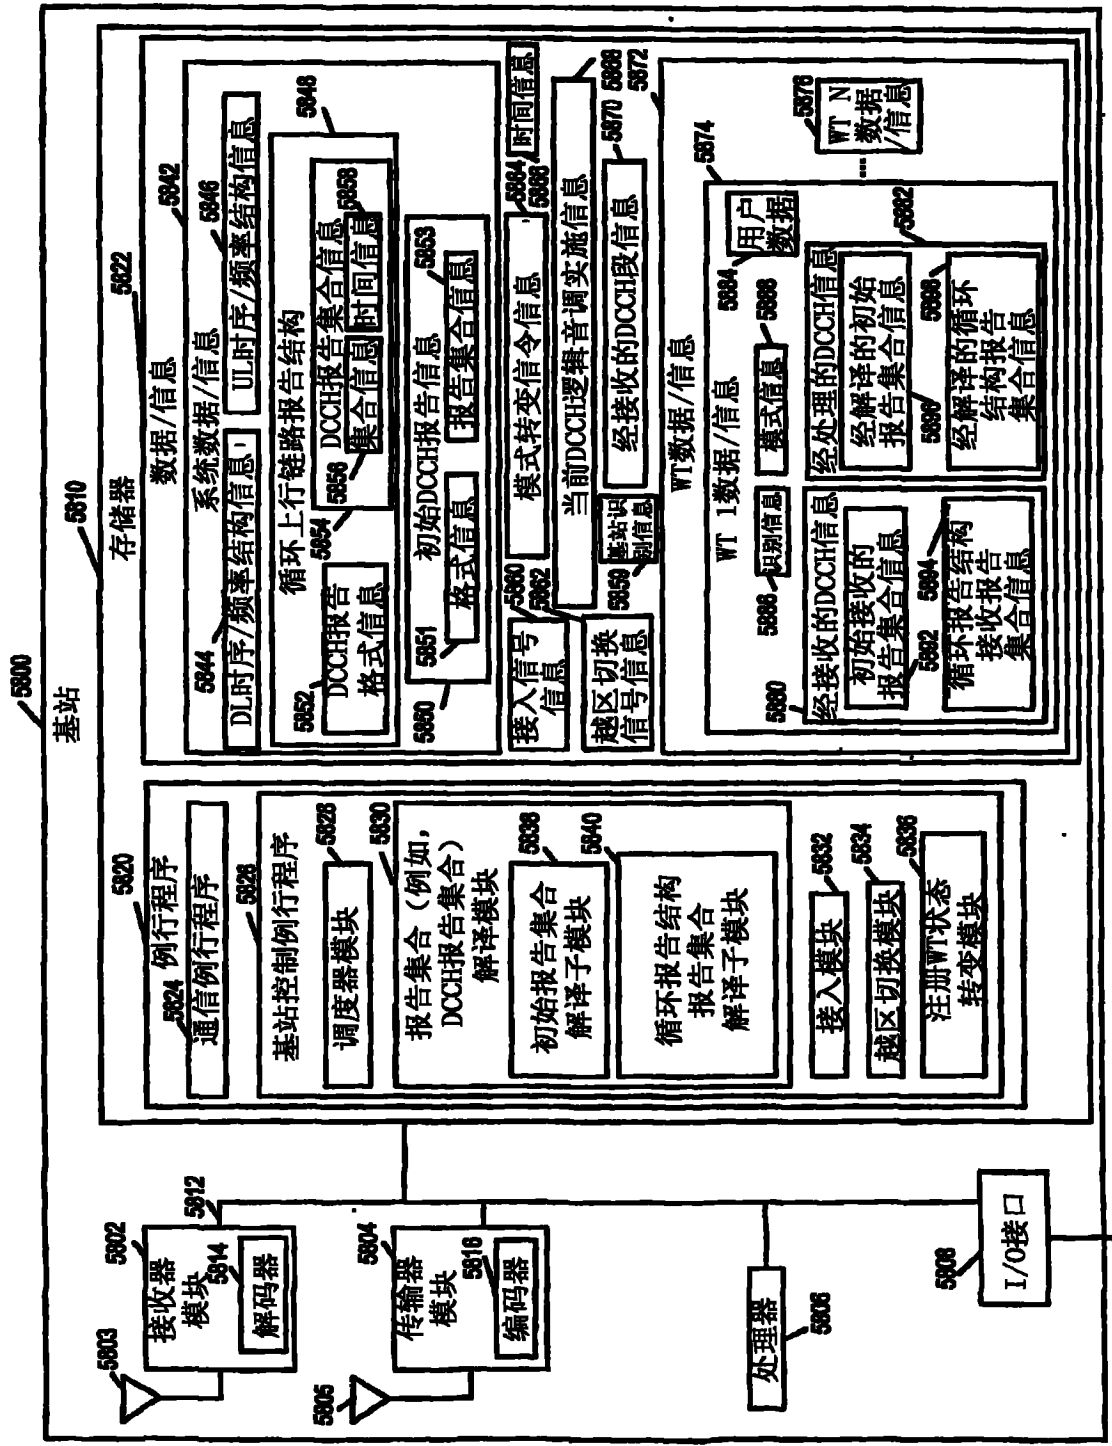 5800
基站
5803
5802
接收器
模块
5814
解码器
5812
5805
5804
传输器
模块
5816
编码器
处理器
5806
5808
I/O接口
5810
存储器
5820
例行程序
5824
通信例行程序
5826
基站控制例行程序
5828
调度器模块
5830
报告集合（例如，
DCCH报告集合）
解译模块
5838
初始报告集合
解译子模块
5840
循环报告结构
报告集合
解译子模块
5832
接入模块
5834
越区切换模块
5836
注册WT状态
转变模块
5822
数据/信息
5842
系统数据/信息
5844
DL时序/频率结构信息
5846
UL时序/频率结构信息
5848
循环上行链路报告结构
5852
DCCH报告
格式信息
5854
DCCH报告集合信息
5856
集合信息
5858
时间信息
5850
初始DCCH报告信息
5851
格式信息
5853
报告集合信息
5860
接入信号
信息
5862
越区切换
信号信息
5864
模式转变信令信息
5866
时间信息
5868
当前DCCH逻辑音调实施信息
5859
基站识
别信息
5870
经接收的DCCH段信息
5872
WT数据/信息
5874
WT 1数据/信息
5876
WT N
数据
/信息
...
5884
用户
数据
5886
识别信息
5888
模式信息
5880
经接收的DCCH信息
5892
初始接收的
报告集合信息
5894
循环报告结构
接收报告
集合信息
5882
经处理的DCCH信息
5896
经解译的初始
报告集合信息
5898
经解译的循环
结构报告
集合信息